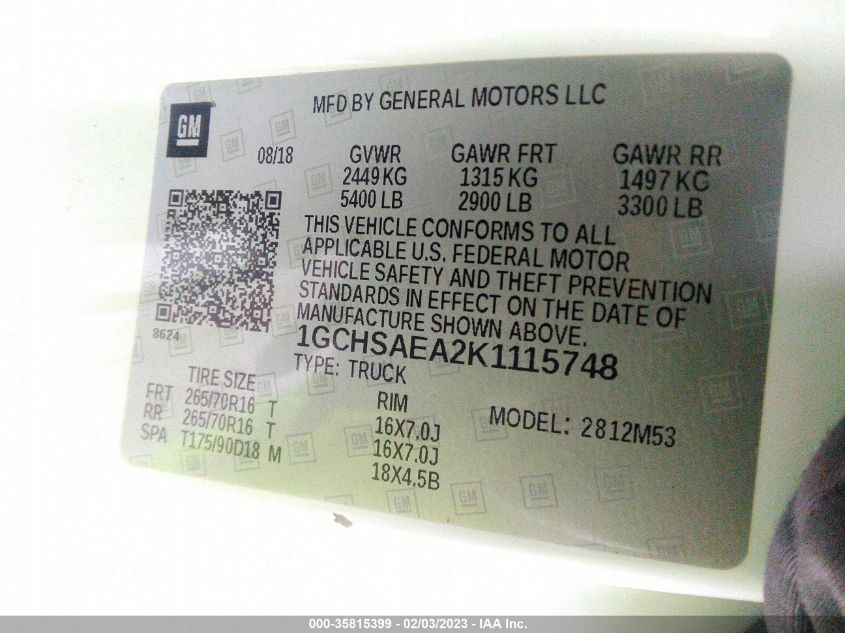 MFD BY GENERAL MOTORS LLC
GM
08/18 GVWR GAWR FRT GAWR RR
2449 KG 1315 KG 1497 KG
5400 LB 2900 LB 3300 LB
THIS VEHICLE CONFORMS TO ALL
APPLICABLE U.S. FEDERAL MOTOR
VEHICLE SAFETY AND THEFT PREVENTION
STANDARDS IN EFFECT ON THE DATE OF
MANUFACTURE SHOWN ABOVE.
8624
1GCHSAEA2K1115748
TYPE: TRUCK
TIRE SIZE RIM MODEL: 2812M53
FRT 265/70R16 T 16X7.0J
RR 265/70R16 T 16X7.0J
SPA T175/90D18 M 18X4.5B
000-35815399 - 02/03/2023 - IAA Inc.